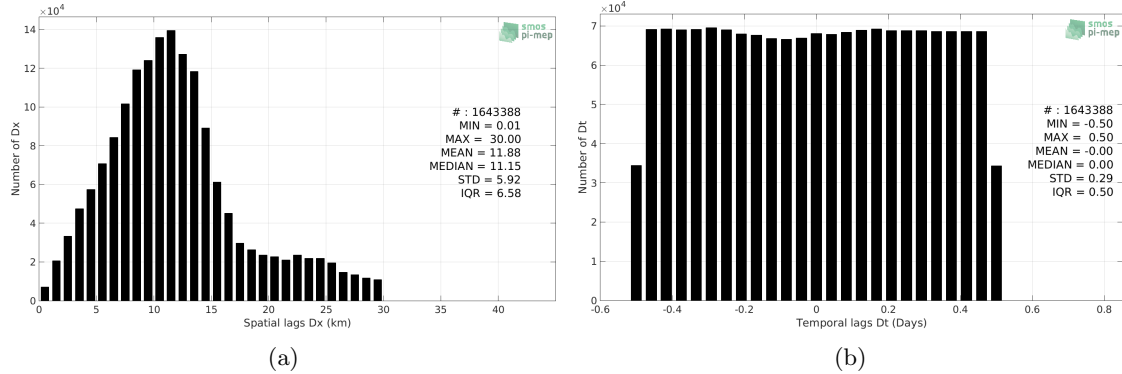 ×10⁴
14
12
10
8
6
4
2
0
Number of Dx
smos
pi-mep
# : 1643388
MIN = 0.01
MAX = 30.00
MEAN = 11.88
MEDIAN = 11.15
STD = 5.92
IQR = 6.58
0 5 10 15 20 25 30 35 40
Spatial lags Dx (km)
(a)
×10⁴
7
6
5
4
3
2
1
0
Number of Dt
smos
pi-mep
# : 1643388
MIN = -0.50
MAX = 0.50
MEAN = -0.00
MEDIAN = 0.00
STD = 0.29
IQR = 0.50
-0.6 -0.4 -0.2 0 0.2 0.4 0.6 0.8
Temporal lags Dt (Days)
(b)